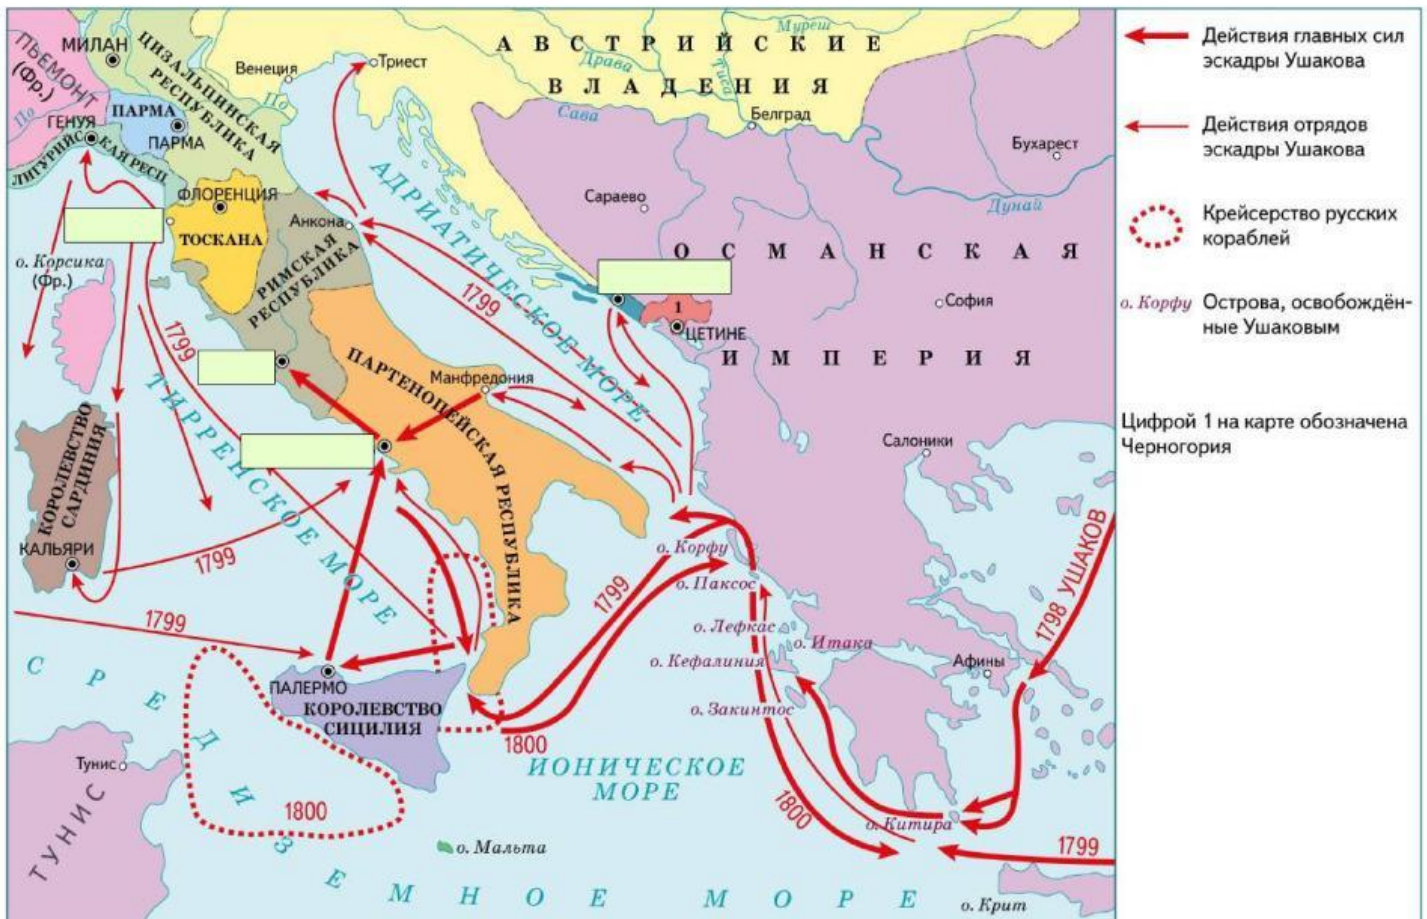 ПЬЕМОНТ
(Фр.)
МИЛАН
ЦИЗАЛЬПИНСКАЯ
РЕСПУБЛИКА
Венеция
Триест
АВСТРИЙСКИЕ
ВЛАДЕНИЯ
Муреш
Драва
Тиса
Сава
Белград
По
По
ГЕНУЯ
ПАРМА
ПАРМА
ЛИГУРИЙСКАЯ РЕСП.
ФЛОРЕНЦИЯ
ТОСКАНА
Анкона
РИМСКАЯ
РЕСПУБЛИКА
АДРИАТИЧЕСКОЕ МОРЕ
Сараево
Бухарест
Дунай
ОСМАНСКАЯ
ИМПЕРИЯ
София
1
ЦЕТИНЕ
о. Корсика
(Фр.)
1799
1799
ТИРРЕНСКОЕ МОРЕ
ПАРТЕНОПЕЙСКАЯ РЕСПУБЛИКА
Манфредония
Салоники
КОРОЛЕВСТВО
САРДИНИЯ
КАЛЬЯРИ
1799
1799
1799
о. Корфу
о. Паксос
о. Лефкас
о. Итака
о. Кефалиния
о. Закинтос
Афины
1798 УШАКОВ
ПАЛЕРМО
КОРОЛЕВСТВО
СИЦИЛИЯ
1800
ИОНИЧЕСКОЕ
МОРЕ
1800
о. Китира
1799
Тунис
ТУНИС
1800
о. Мальта
СРЕДИЗЕМНОЕ МОРЕ
о. Крит
Действия главных сил
эскадры Ушакова
Действия отрядов
эскадры Ушакова
Крейсерство русских
кораблей
о. Корфу Острова, освобождён-
ные Ушаковым
Цифрой 1 на карте обозначена
Черногория